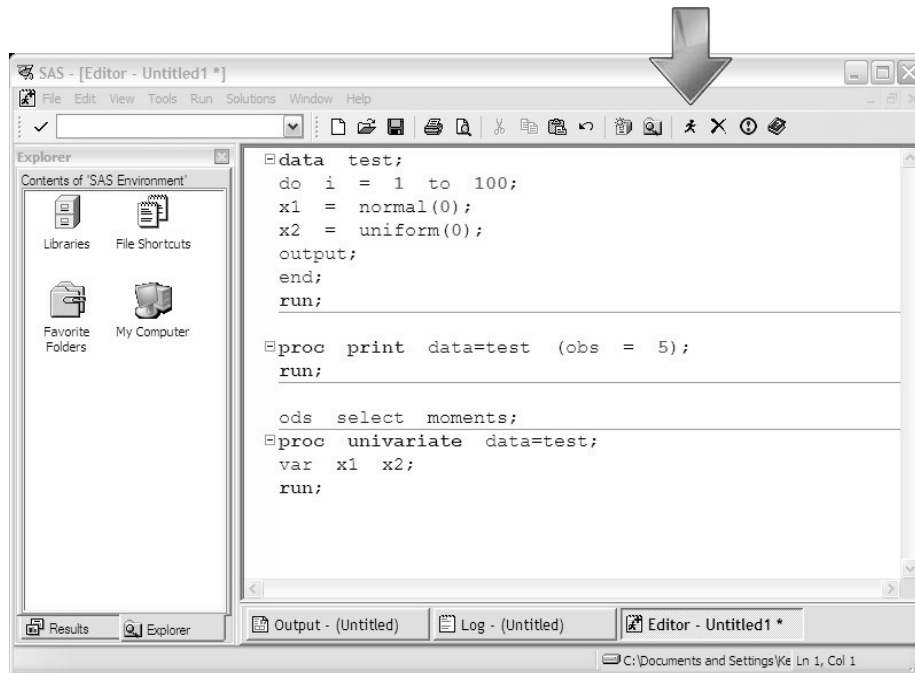 SAS - [Editor - Untitled1 *]
File Edit View Tools Run Solutions Window Help
Explorer
Contents of 'SAS Environment'
Libraries
File Shortcuts
Favorite Folders
My Computer
data test;
do i = 1 to 100;
x1 = normal(0);
x2 = uniform(0);
output;
end;
run;
proc print data=test (obs = 5);
run;
ods select moments;
proc univariate data=test;
var x1 x2;
run;
Results
Explorer
Output - (Untitled)
Log - (Untitled)
Editor - Untitled1 *
C:\Documents and Settings\Ke
Ln 1, Col 1